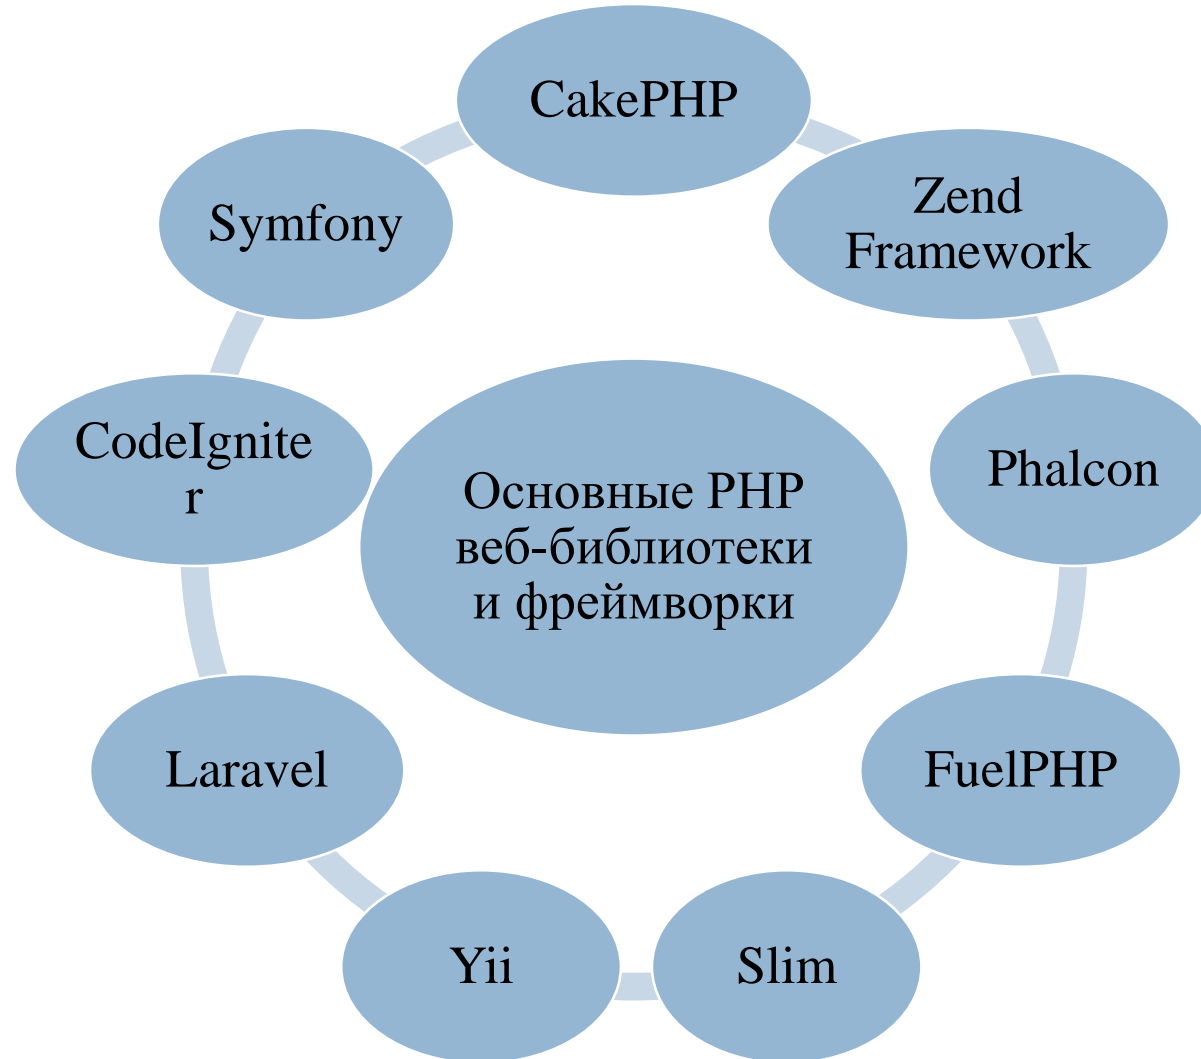 CakePHP
Zend
Framework
Phalcon
FuelPHP
Slim
Yii
Laravel
CodeIgnite
r
Symfony
Основные PHP
веб-библиотеки
и фреймворки